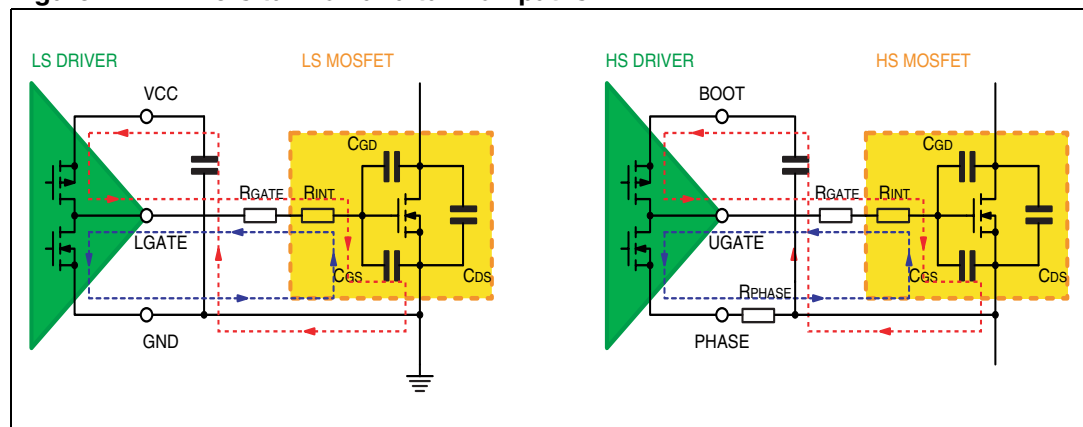 LS DRIVER
LS MOSFET
VCC
CGD
RGATE
RINT
LGATE
CGS
CDS
GND
HS DRIVER
HS MOSFET
BOOT
CGD
RGATE
RINT
UGATE
CGS
CDS
RPHASE
PHASE